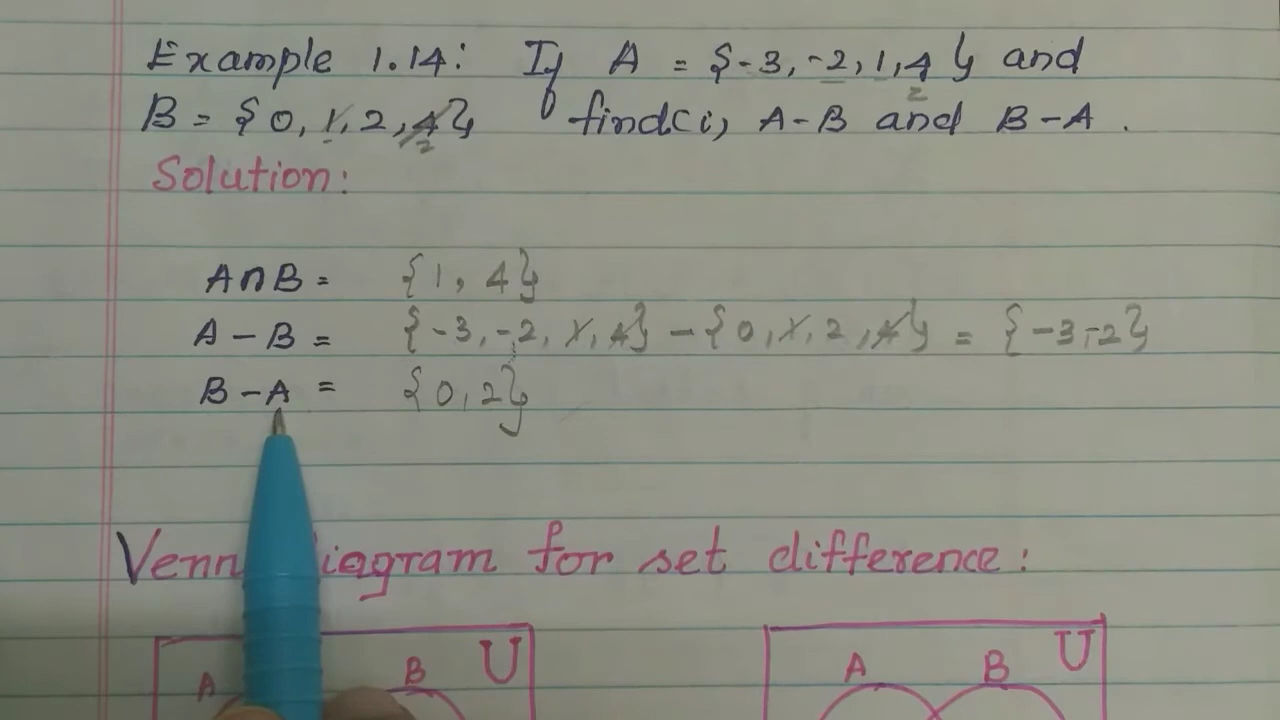 Example 1.14: If A = {-3, -2, 1, 4} and
B = {0, 1, 2, 4} find (i) A-B and B-A.
Solution:
A∩B = {1, 4}
A - B = {-3, -2, 1, 4} - {0, 1, 2, 4} = {-3, -2}
B - A = {0, 2}
Venn diagram for set difference:
A B U
A B U